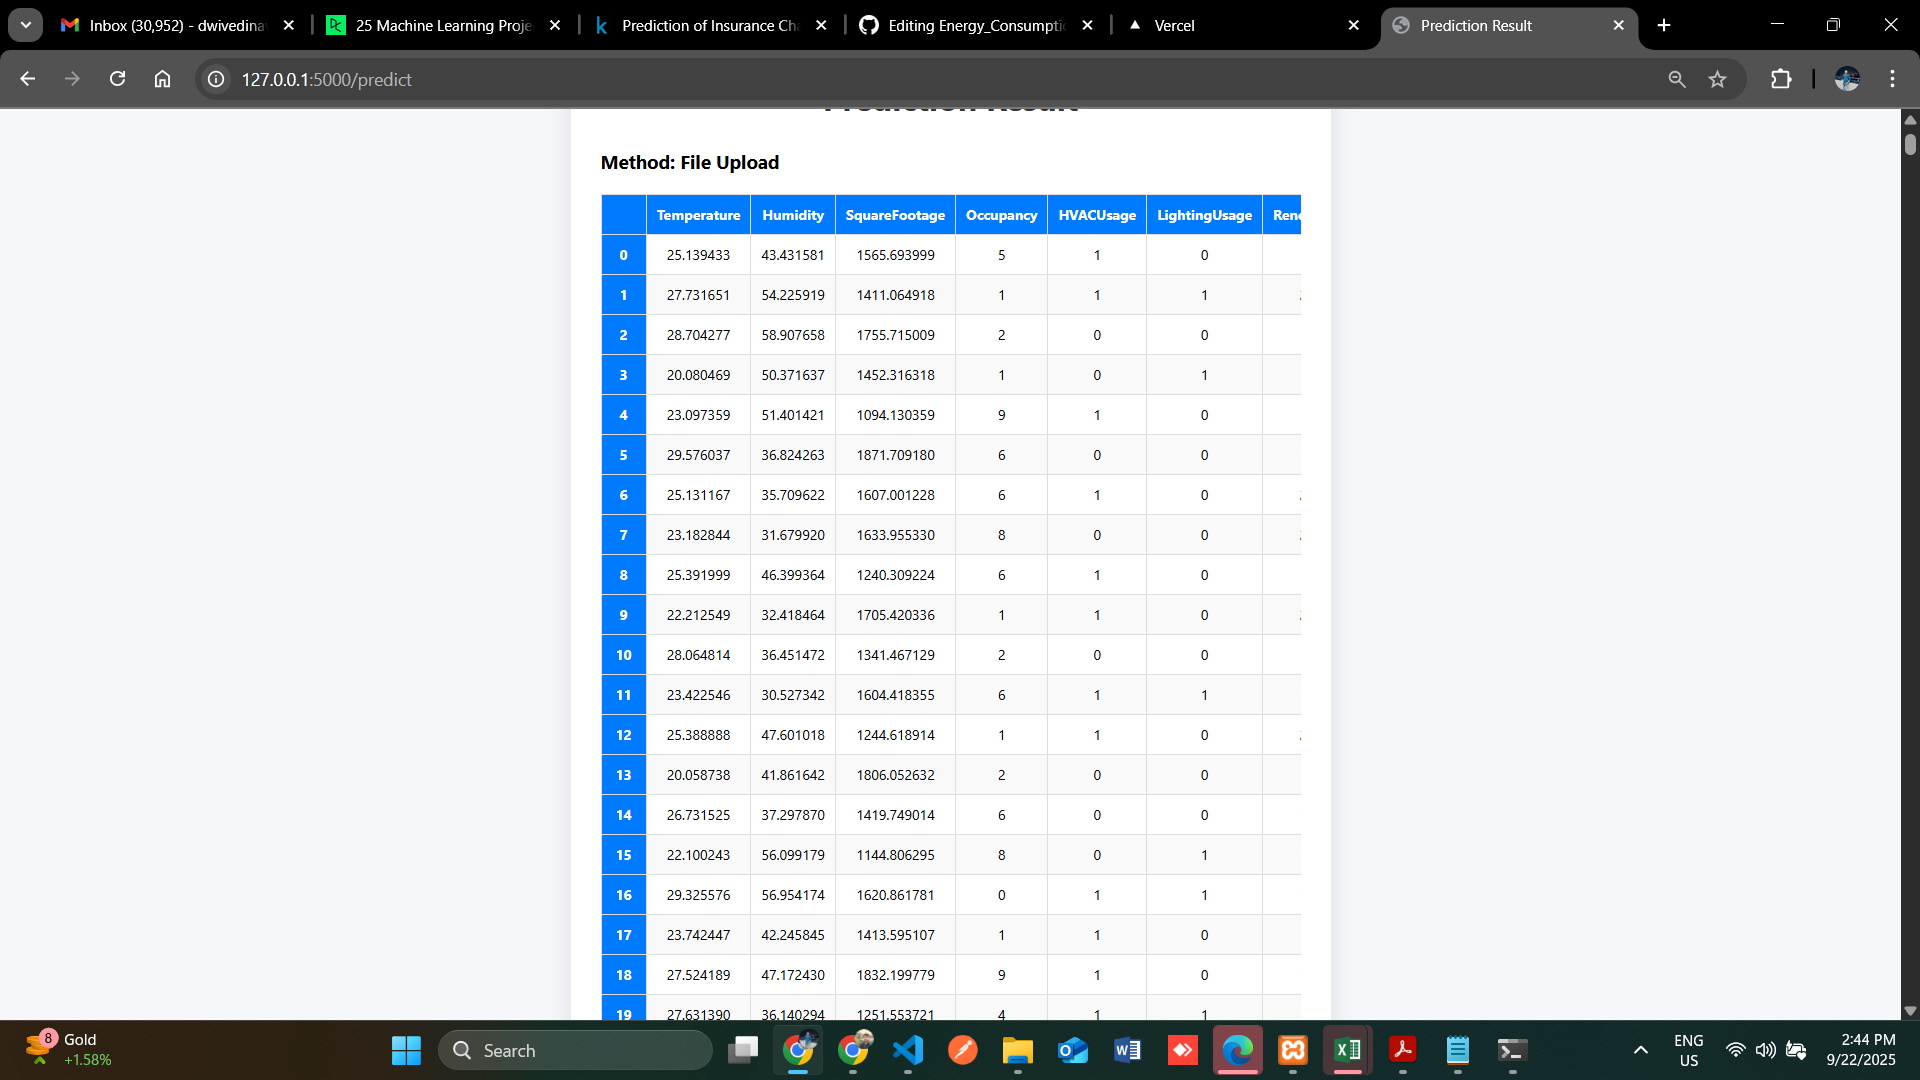 Inbox (30,952) - dwivedina
25 Machine Learning Proje
Prediction of Insurance Ch
Editing Energy_Consumpti
Vercel
Prediction Result
127.0.0.1:5000/predict
Prediction Result
Method: File Upload
Temperature Humidity SquareFootage Occupancy HVACUsage LightingUsage Rene
0 25.139433 43.431581 1565.693999 5 1 0
1 27.731651 54.225919 1411.064918 1 1 1
2 28.704277 58.907658 1755.715009 2 0 0
3 20.080469 50.371637 1452.316318 1 0 1
4 23.097359 51.401421 1094.130359 9 1 0
5 29.576037 36.824263 1871.709180 6 0 0
6 25.131167 35.709622 1607.001228 6 1 0
7 23.182844 31.679920 1633.955330 8 0 0
8 25.391999 46.399364 1240.309224 6 1 0
9 22.212549 32.418464 1705.420336 1 1 0
10 28.064814 36.451472 1341.467129 2 0 0
11 23.422546 30.527342 1604.418355 6 1 1
12 25.388888 47.601018 1244.618914 1 1 0
13 20.058738 41.861642 1806.052632 2 0 0
14 26.731525 37.297870 1419.749014 6 0 0
15 22.100243 56.099179 1144.806295 8 0 1
16 29.325576 56.954174 1620.861781 0 1 1
17 23.742447 42.245845 1413.595107 1 1 0
18 27.524189 47.172430 1832.199779 9 1 0
19 27.631390 36.140294 1251.553721 4 1 1
8
Gold
+1.58%
Search
ENG
US
2:44 PM
9/22/2025